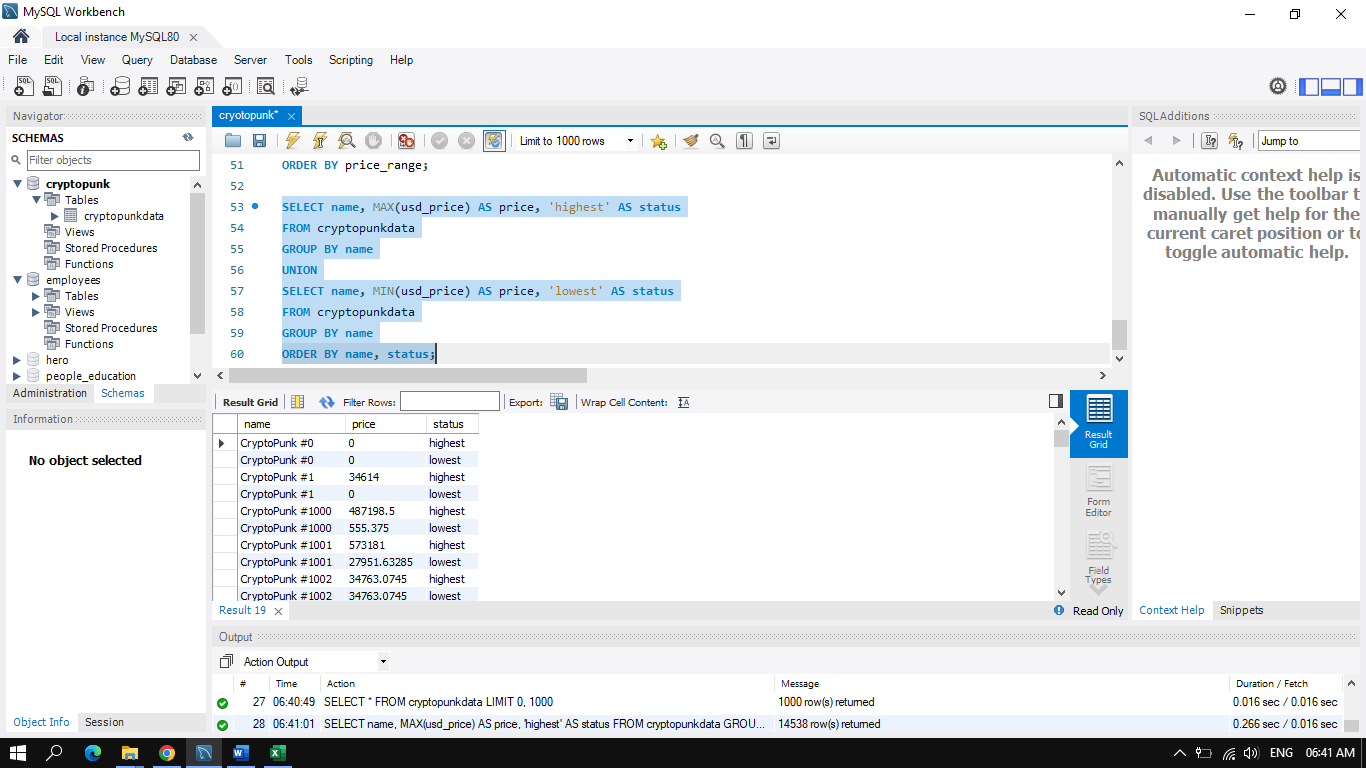 MySQL Workbench
Local instance MySQL80
File Edit View Query Database Server Tools Scripting Help
Navigator
SCHEMAS
Filter objects
cryptopunk
Tables
cryptopunkdata
Views
Stored Procedures
Functions
employees
Tables
Views
Stored Procedures
Functions
hero
people_education
Administration Schemas
Information
No object selected
Object Info Session
cryotopunk*
Limit to 1000 rows
51 ORDER BY price_range;
52
53 SELECT name, MAX(usd_price) AS price, 'highest' AS status
54 FROM cryptopunkdata
55 GROUP BY name
56 UNION
57 SELECT name, MIN(usd_price) AS price, 'lowest' AS status
58 FROM cryptopunkdata
59 GROUP BY name
60 ORDER BY name, status;
Result Grid Filter Rows: Export: Wrap Cell Content:
name price status
CryptoPunk #0 0 highest
CryptoPunk #0 0 lowest
CryptoPunk #1 34614 highest
CryptoPunk #1 0 lowest
CryptoPunk #1000 487198.5 highest
CryptoPunk #1000 555.375 lowest
CryptoPunk #1001 573181 highest
CryptoPunk #1001 27951.63285 lowest
CryptoPunk #1002 34763.0745 highest
CryptoPunk #1002 34763.0745 lowest
Result Grid
Form Editor
Field Types
Result 19
Read Only
SQLAdditions
Jump to
Automatic context help is
disabled. Use the toolbar t
manually get help for the
current caret position or to
toggle automatic help.
Context Help Snippets
Output
Action Output
# Time Action Message Duration / Fetch
27 06:40:49 SELECT * FROM cryptopunkdata LIMIT 0, 1000 1000 row(s) returned 0.016 sec / 0.016 sec
28 06:41:01 SELECT name, MAX(usd_price) AS price, 'highest' AS status FROM cryptopunkdata GROU... 14538 row(s) returned 0.266 sec / 0.016 sec
ENG 06:41 AM